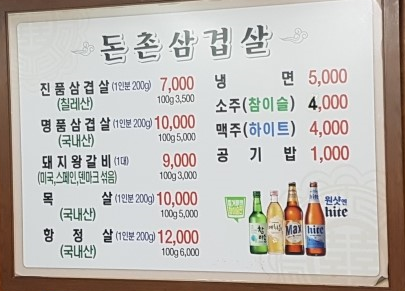 돈촌삼겹살
진품삼겹살 (1인분 200g) 7,000
(칠레산) 100g 3,500
명품삼겹살 (1인분 200g) 10,000
(국내산) 100g 5,000
돼지왕갈비 (1대) 9,000
(미국,스페인,덴마크 섞음) 100g 3,000
목살 (1인분 200g) 10,000
(국내산) 100g 5,000
항정살 (1인분 200g) 12,000
(국내산) 100g 6,000
냉면 5,000
소주(참이슬) 4,000
맥주(하이트) 4,000
공기밥 1,000
Max
hite
원샷엔
hite